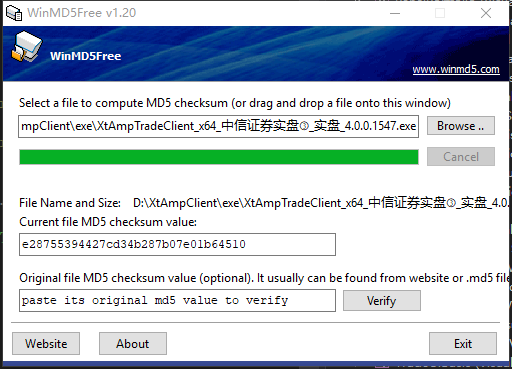 WinMD5Free v1.20
WinMD5Free
www.winmd5.com
Select a file to compute MD5 checksum (or drag and drop a file onto this window)
mpClient\exe\XtAmpTradeClient_x64_中信证券实盘③_实盘_4.0.0.1547.exe
Browse ..
Cancel
File Name and Size: D:\XtAmpClient\exe\XtAmpTradeClient_x64_中信证券实盘③_实盘_4.0.
Current file MD5 checksum value:
e28755394427cd34b287b07e01b64510
Original file MD5 checksum value (optional). It usually can be found from website or .md5 file
paste its original md5 value to verify
Verify
Website
About
Exit